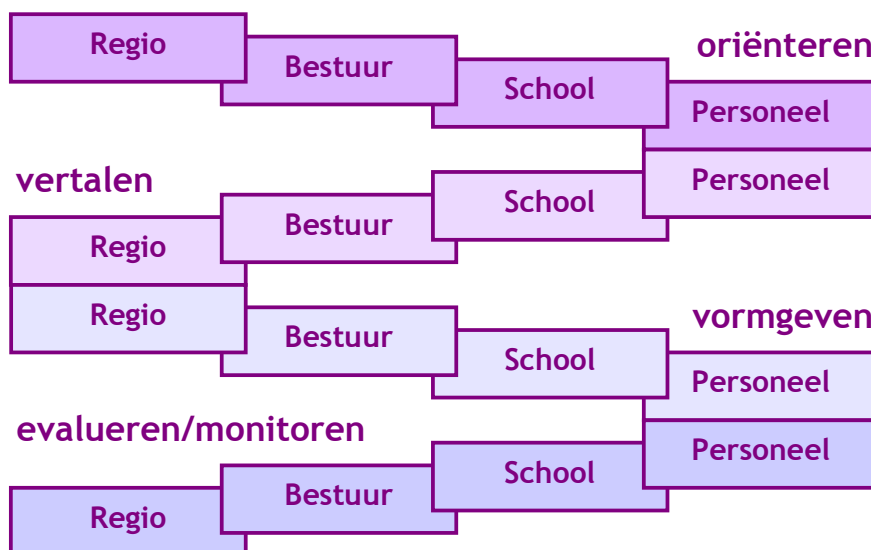 Regio
Bestuur
School
oriënteren
Personeel
vertalen
Personeel
School
Bestuur
Regio
Regio
Bestuur
School
vormgeven
Personeel
evalueren/monitoren
Personeel
School
Bestuur
Regio